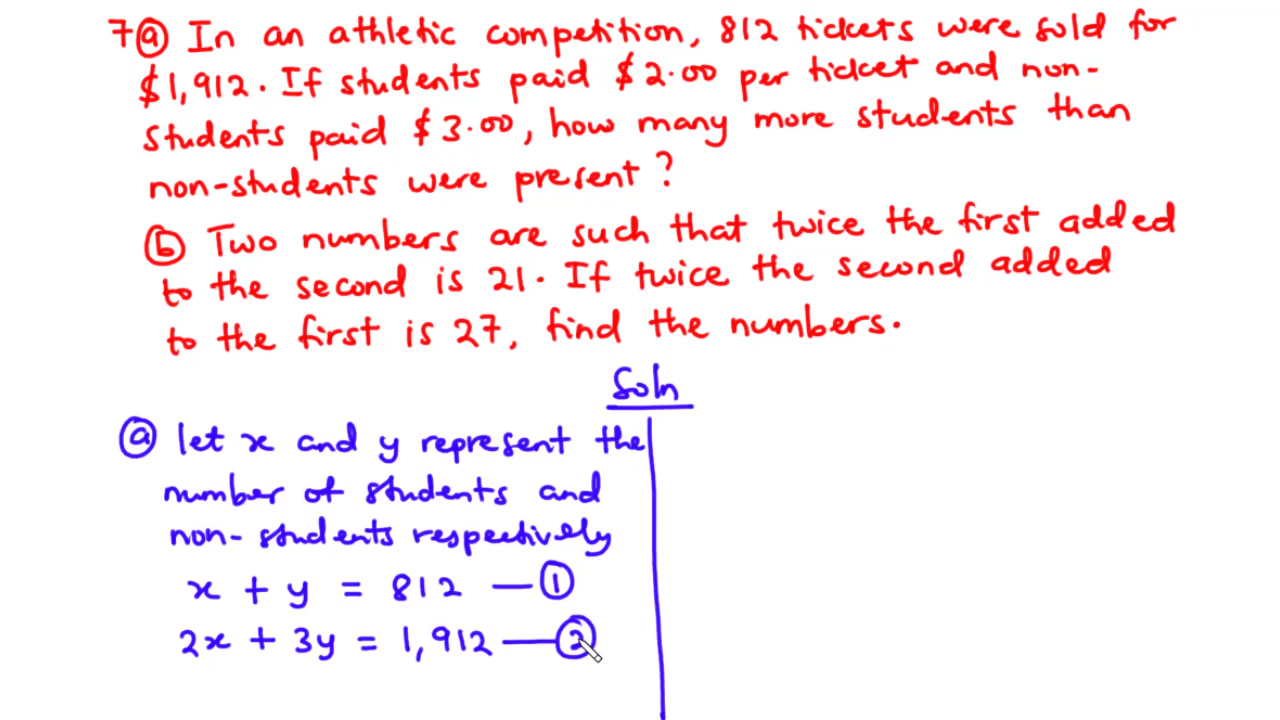 7ⓐ In an athletic competition, 812 tickets were sold for
$1,912. If students paid $2.00 per ticket and non-
students paid $3.00, how many more students than
non-students were present?
ⓑ Two numbers are such that twice the first added
to the second is 21. If twice the second added
to the first is 27, find the numbers.
Soln
ⓐ let x and y represent the
number of students and
non-students respectively
x + y = 812 — ①
2x + 3y = 1,912 — ②